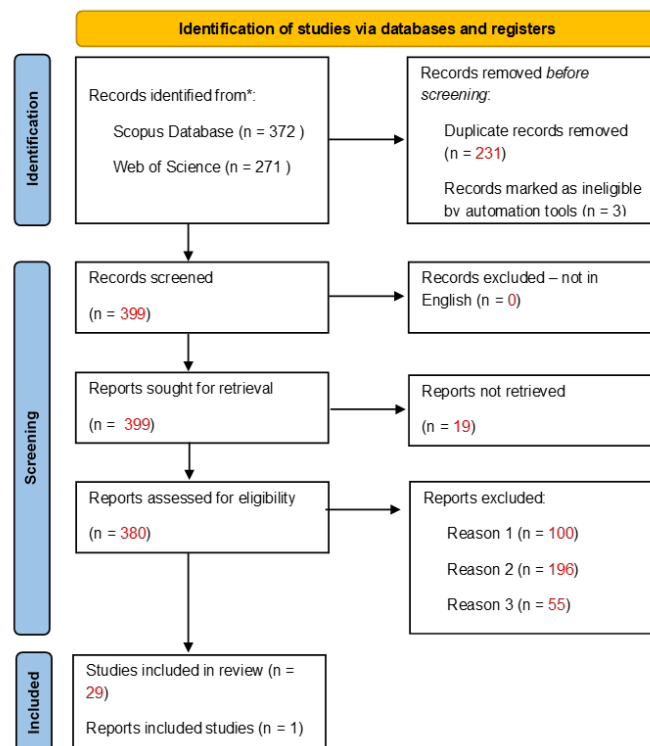 Identification of studies via databases and registers
Identification
Records identified from*:
Scopus Database (n = 372 )
Web of Science (n = 271 )
Records removed before
screening:
Duplicate records removed
(n = 231)
Records marked as ineligible
by automation tools (n = 3)
Screening
Records screened
(n = 399)
Records excluded – not in
English (n = 0)
Reports sought for retrieval
(n = 399)
Reports not retrieved
(n = 19)
Reports assessed for eligibility
(n = 380)
Reports excluded:
Reason 1 (n = 100)
Reason 2 (n = 196)
Reason 3 (n = 55)
Included
Studies included in review (n =
29)
Reports included studies (n = 1)